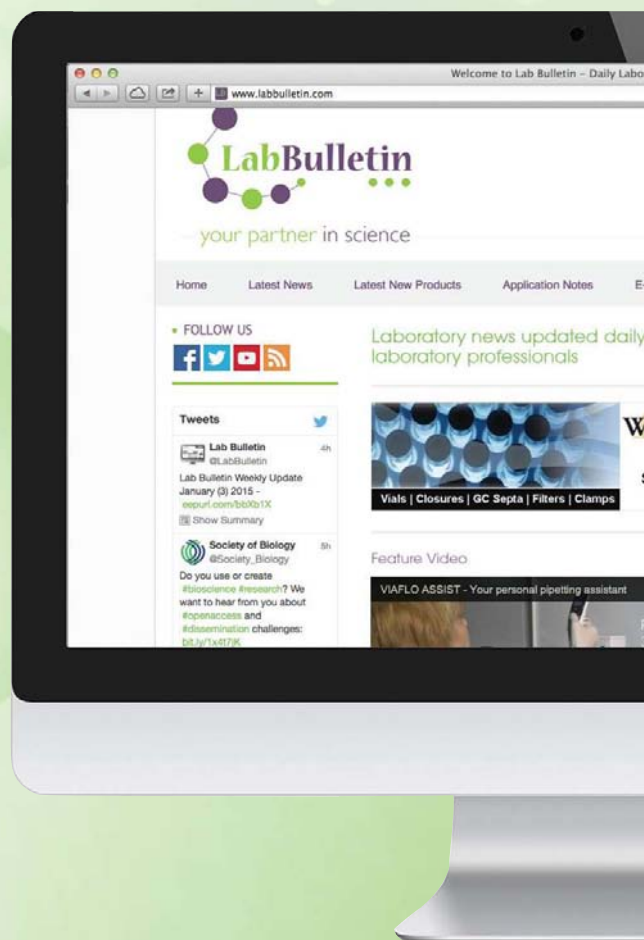 Welcome to Lab Bulletin – Daily
www.labbulletin.com
LabBulletin
your partner in science
Home Latest News Latest New Products Application Notes
FOLLOW US
Laboratory news updated daily
laboratory professionals
Tweets
Lab Bulletin 4h
@LabBulletin
Lab Bulletin Weekly Update
January (3) 2015 -
eepurl.com/bbXb1X
Show Summary
Society of Biology 5h
@Society_Biology
Do you use or create
#bioscience #research? We
want to hear from you about
#openaccess and
#dissemination challenges:
bit.ly/1x4t7jK
Vials | Closures | GC Septa | Filters | Clamps
Feature Video
VIAFLO ASSIST - Your personal pipetting assistant